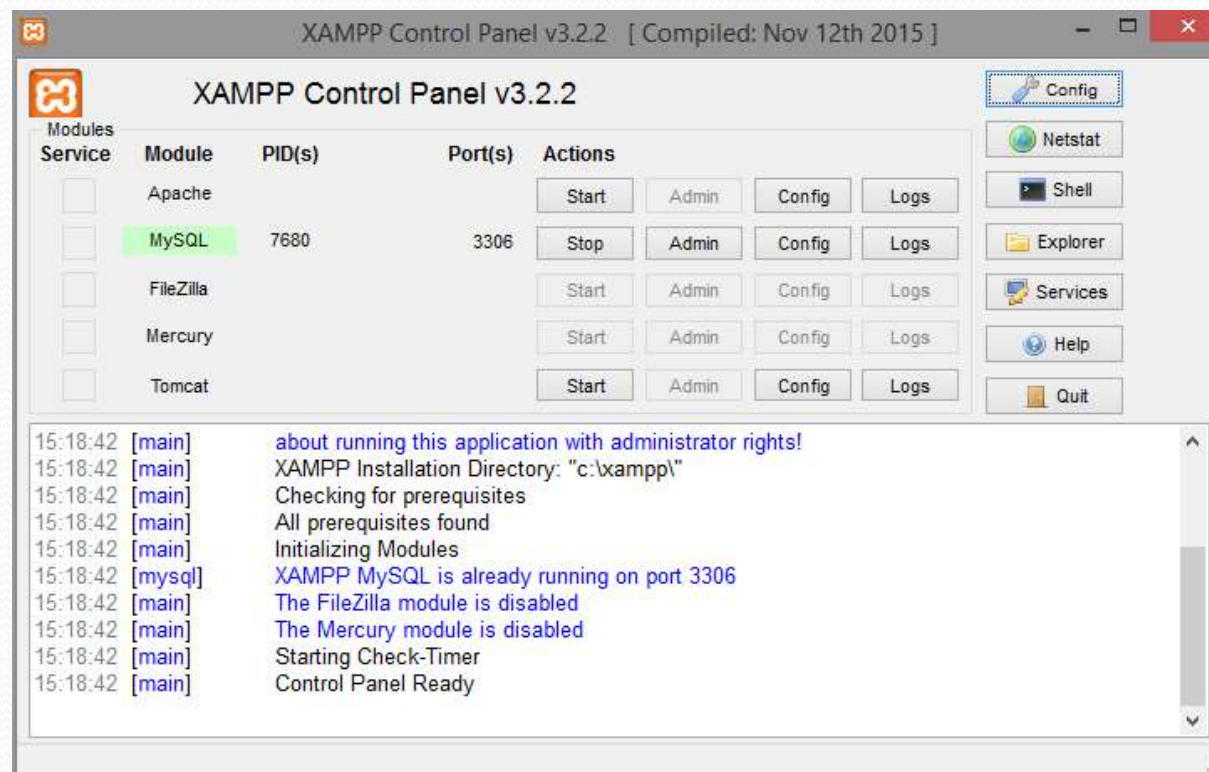 XAMPP Control Panel v3.2.2 [ Compiled: Nov 12th 2015 ]
XAMPP Control Panel v3.2.2
Config
Modules
Netstat
Service Module PID(s) Port(s) Actions
Apache Start Admin Config Logs
Shell
MySQL 7680 3306 Stop Admin Config Logs
Explorer
FileZilla Start Admin Config Logs
Services
Mercury Start Admin Config Logs
Help
Tomcat Start Admin Config Logs
Quit
15:18:42 [main] about running this application with administrator rights!
15:18:42 [main] XAMPP Installation Directory: "c:\xampp\"
15:18:42 [main] Checking for prerequisites
15:18:42 [main] All prerequisites found
15:18:42 [main] Initializing Modules
15:18:42 [mysql] XAMPP MySQL is already running on port 3306
15:18:42 [main] The FileZilla module is disabled
15:18:42 [main] The Mercury module is disabled
15:18:42 [main] Starting Check-Timer
15:18:42 [main] Control Panel Ready